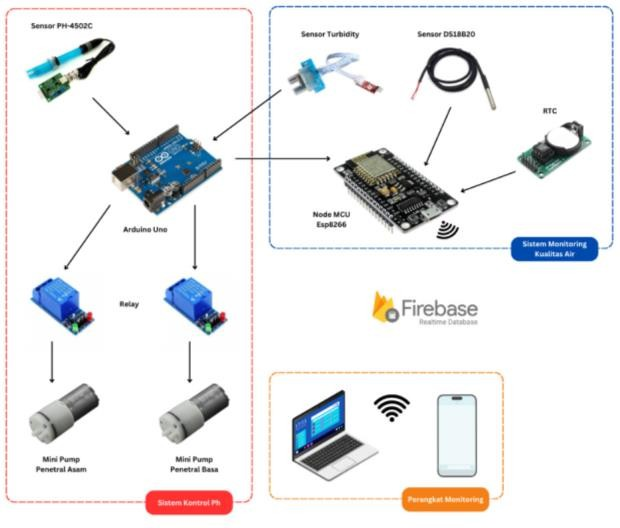 Sensor PH-4502C
Sensor Turbidity
Sensor DS18B20
RTC
Arduino Uno
Node MCU
Esp8266
Sistem Monitoring
Kualitas Air
Relay
Firebase
Realtime Database
Mini Pump
Penetral Asam
Mini Pump
Penetral Basa
Sistem Kontrol Ph
Perangkat Monitoring